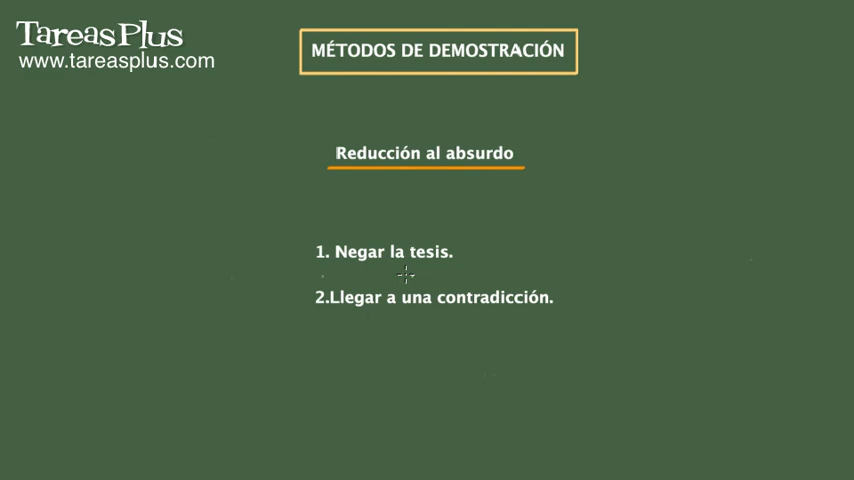 TareasPlus
www.tareasplus.com
MÉTODOS DE DEMOSTRACIÓN
Reducción al absurdo
1. Negar la tesis.
2.Llegar a una contradicción.